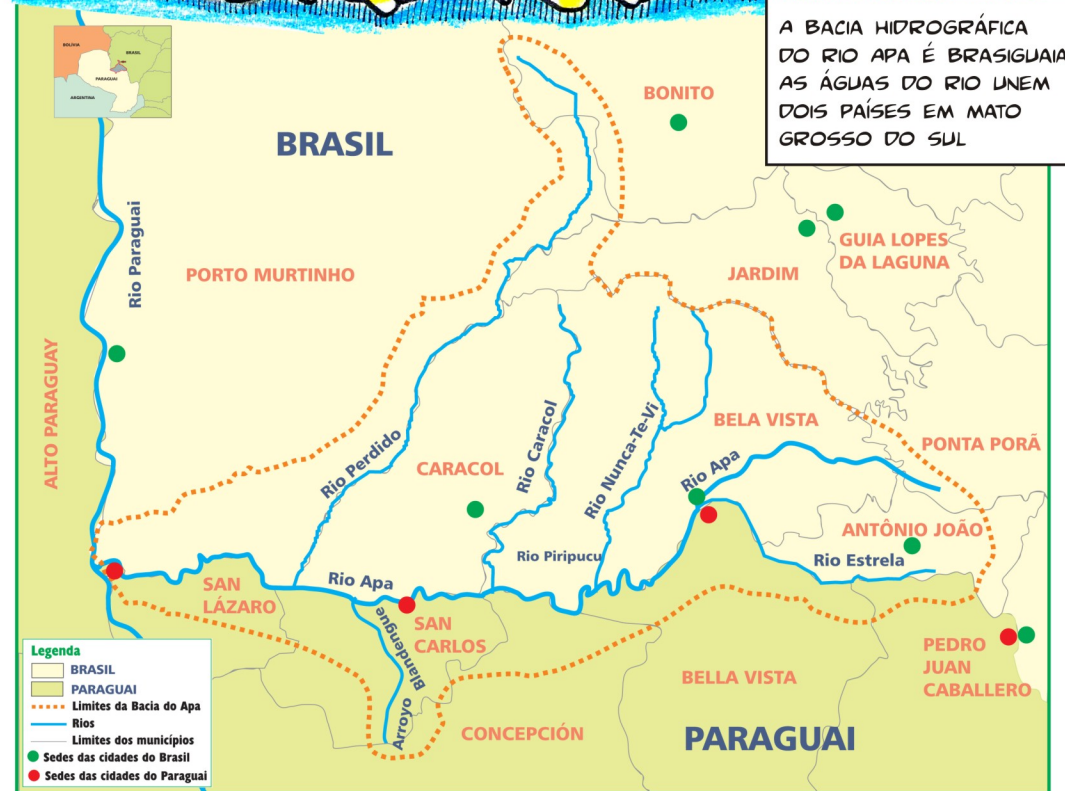 A BACIA HIDROGRÁFICA
DO RIO APA É BRASIGUAIA
AS ÁGUAS DO RIO UNEM
DOIS PAÍSES EM MATO
GROSSO DO SUL
BOLIVIA
BRASIL
PARAGUAI
ARGENTINA
BRASIL
BONITO
Rio Paraguai
PORTO MURTINHO
GUIA LOPES
DA LAGUNA
JARDIM
ALTO PARAGUAY
BELA VISTA
Rio Perdido
CARACOL
Rio Caracol
Rio Nunca-Te-Vi
Rio Apa
PONTA PORÃ
ANTÔNIO JOÃO
Rio Piripucu
Rio Estrela
SAN
LÁZARO
Rio Apa
SAN
CARLOS
Arroyo Blandengue
PEDRO
JUAN
CABALLERO
BELLA VISTA
CONCEPCIÓN
PARAGUAI
Legenda
BRASIL
PARAGUAI
Limites da Bacia do Apa
Rios
Limites dos municípios
Sedes das cidades do Brasil
Sedes das cidades do Paraguai